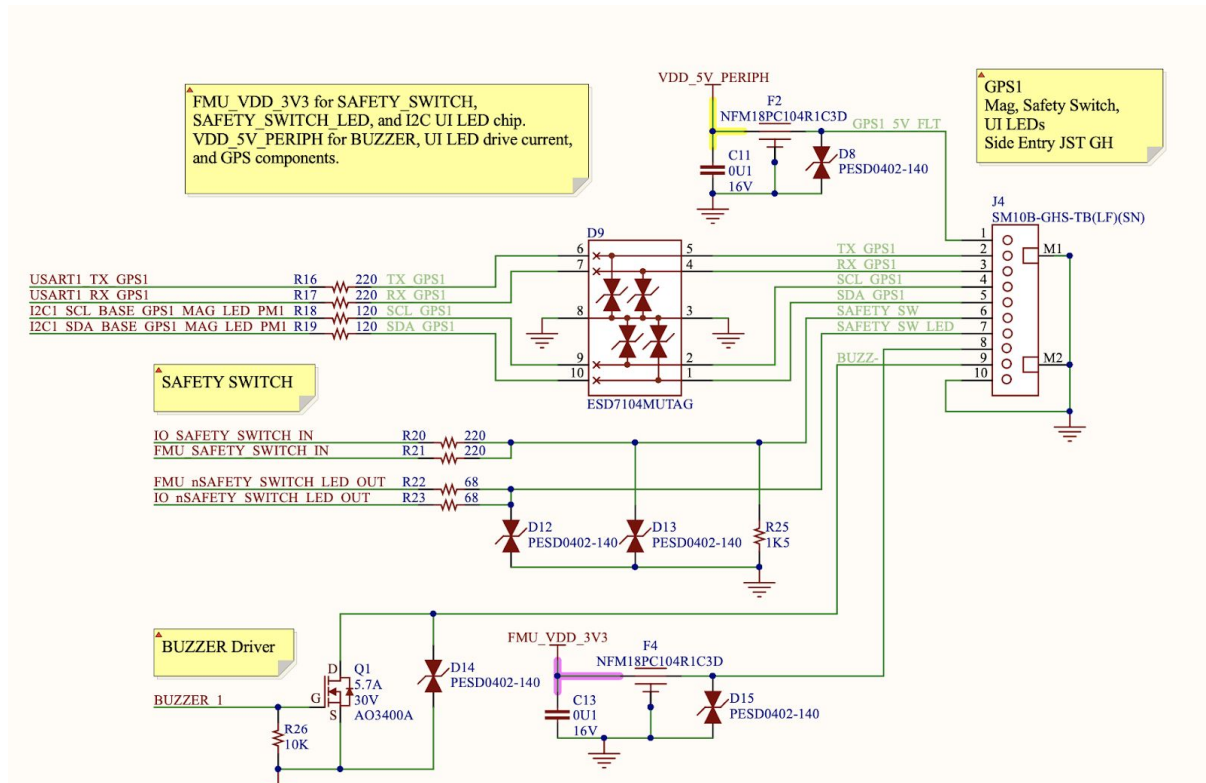 FMU_VDD_3V3 for SAFETY_SWITCH,
SAFETY_SWITCH_LED, and I2C UI LED chip.
VDD_5V_PERIPH for BUZZER, UI LED drive current,
and GPS components.
VDD_5V_PERIPH
F2
NFM18PC104R1C3D
GPS1_5V_FLT
C11
0U1
16V
D8
PESD0402-140
GPS1
Mag, Safety Switch,
UI LEDs
Side Entry JST GH
J4
SM10B-GHS-TB(LF)(SN)
1
2
3
4
5
6
7
8
9
10
M1
M2
D9
6
7
8
9
10
5
4
3
2
1
ESD7104MUTAG
TX_GPS1
RX_GPS1
SCL_GPS1
SDA_GPS1
SAFETY_SW
SAFETY_SW_LED
BUZZ-
USART1_TX_GPS1 R16 220 TX_GPS1
USART1_RX_GPS1 R17 220 RX_GPS1
I2C1_SCL_BASE_GPS1_MAG_LED_PM1 R18 120 SCL_GPS1
I2C1_SDA_BASE_GPS1_MAG_LED_PM1 R19 120 SDA_GPS1
SAFETY SWITCH
IO_SAFETY_SWITCH_IN R20 220
FMU_SAFETY_SWITCH_IN R21 220
FMU_nSAFETY_SWITCH_LED_OUT R22 68
IO_nSAFETY_SWITCH_LED_OUT R23 68
D12
PESD0402-140
D13
PESD0402-140
R25
1K5
BUZZER Driver
BUZZER_1
D
G
S
Q1
5.7A
30V
AO3400A
R26
10K
D14
PESD0402-140
FMU_VDD_3V3
F4
NFM18PC104R1C3D
C13
0U1
16V
D15
PESD0402-140